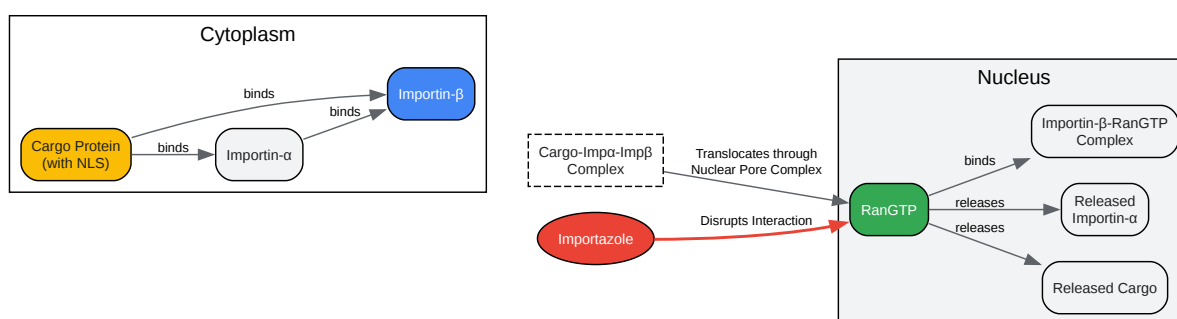 Cytoplasm
binds
Importin-β
binds
Cargo Protein
(with NLS)
binds
Importin-α
Cargo-Impα-Impβ
Complex
Translocates through
Nuclear Pore Complex
Importazole
Disrupts Interaction
Nucleus
RanGTP
binds
Importin-β-RanGTP
Complex
releases
Released
Importin-α
releases
Released Cargo